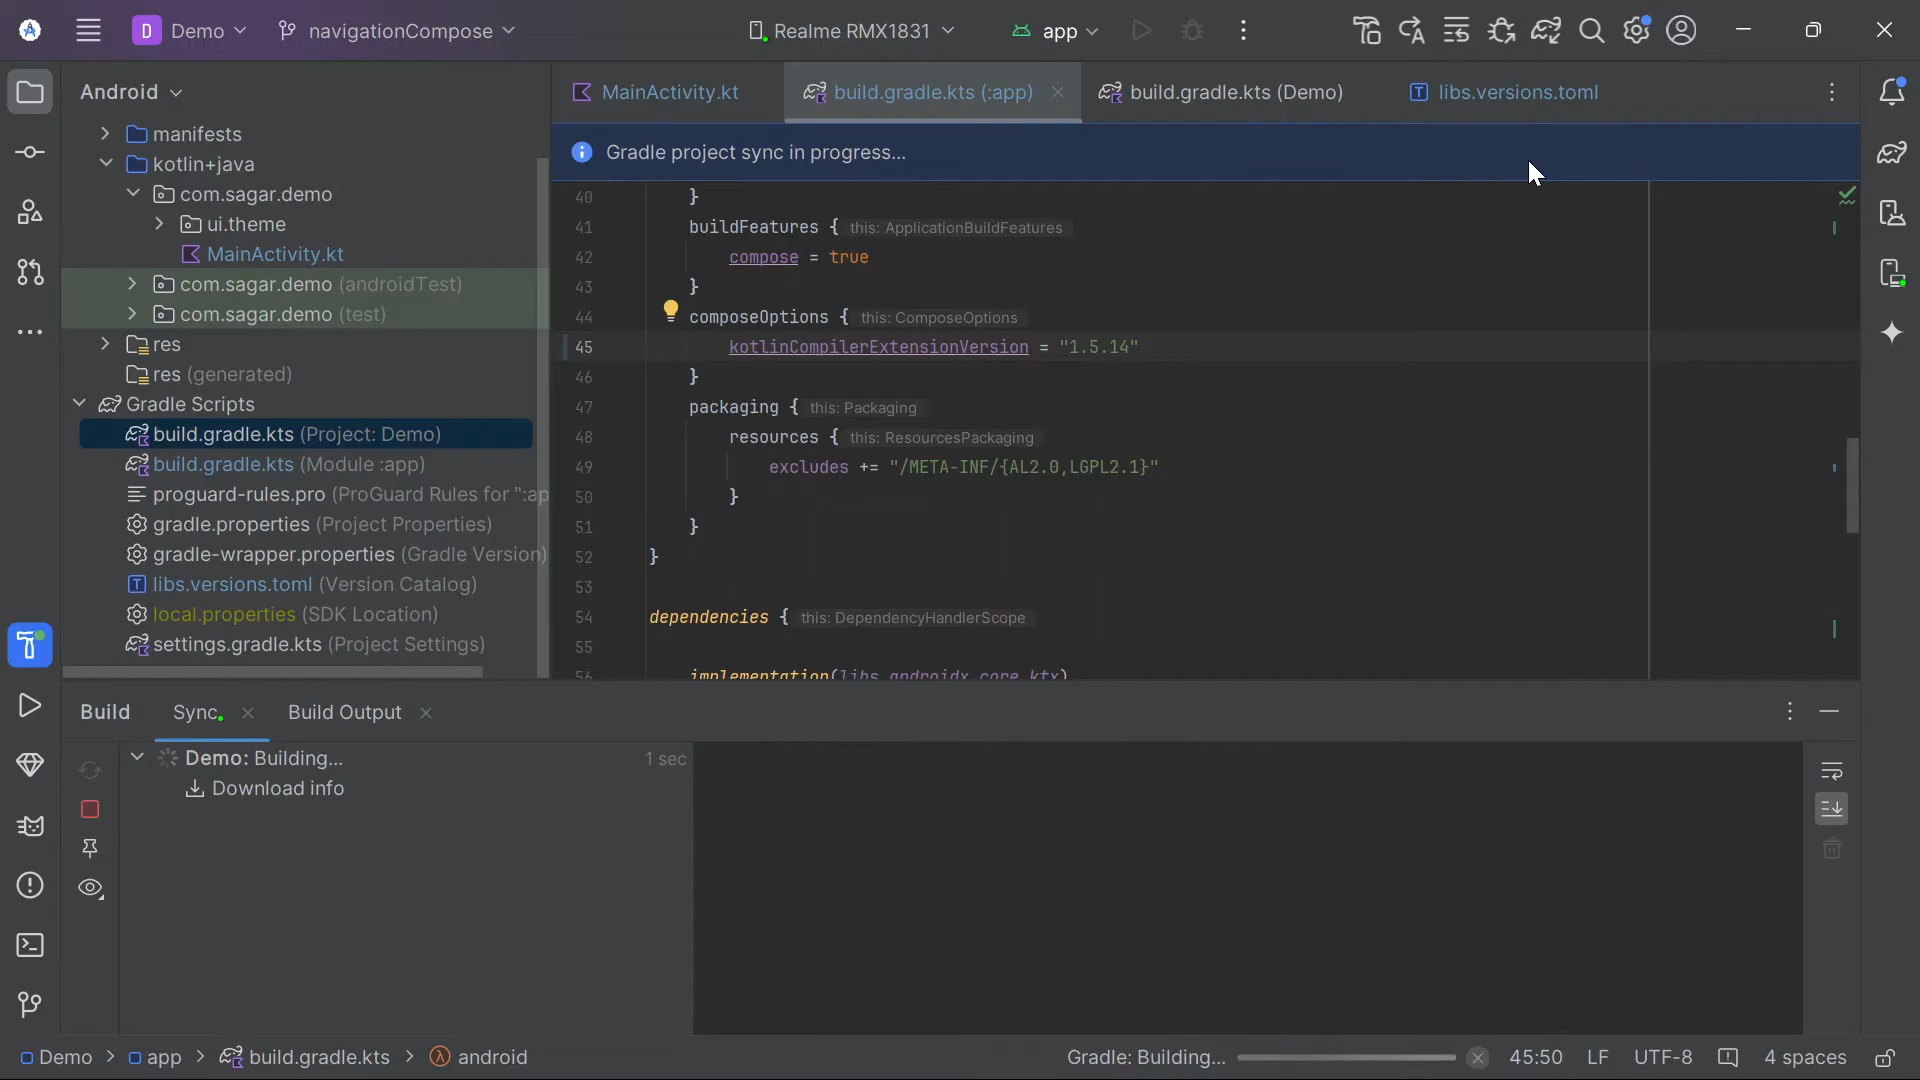 D Demo navigationCompose Realme RMX1831 app
Android
manifests
kotlin+java
com.sagar.demo
ui.theme
MainActivity.kt
com.sagar.demo (androidTest)
com.sagar.demo (test)
res
res (generated)
Gradle Scripts
build.gradle.kts (Project: Demo)
build.gradle.kts (Module :app)
proguard-rules.pro (ProGuard Rules for ":ap
gradle.properties (Project Properties)
gradle-wrapper.properties (Gradle Version)
libs.versions.toml (Version Catalog)
local.properties (SDK Location)
settings.gradle.kts (Project Settings)
MainActivity.kt build.gradle.kts (:app) build.gradle.kts (Demo) libs.versions.toml
Gradle project sync in progress...
40 }
41 buildFeatures { this: ApplicationBuildFeatures
42 compose = true
43 }
44 composeOptions { this: ComposeOptions
45 kotlinCompilerExtensionVersion = "1.5.14"
46 }
47 packaging { this: Packaging
48 resources { this: ResourcesPackaging
49 excludes += "/META-INF/{AL2.0,LGPL2.1}"
50 }
51 }
52 }
53
54 dependencies { this: DependencyHandlerScope
55
56 implementation(libs.androidx.core.ktx)
Build Sync Build Output
Demo: Building... 1 sec
Download info
Demo > app > build.gradle.kts > android Gradle: Building... 45:50 LF UTF-8 4 spaces